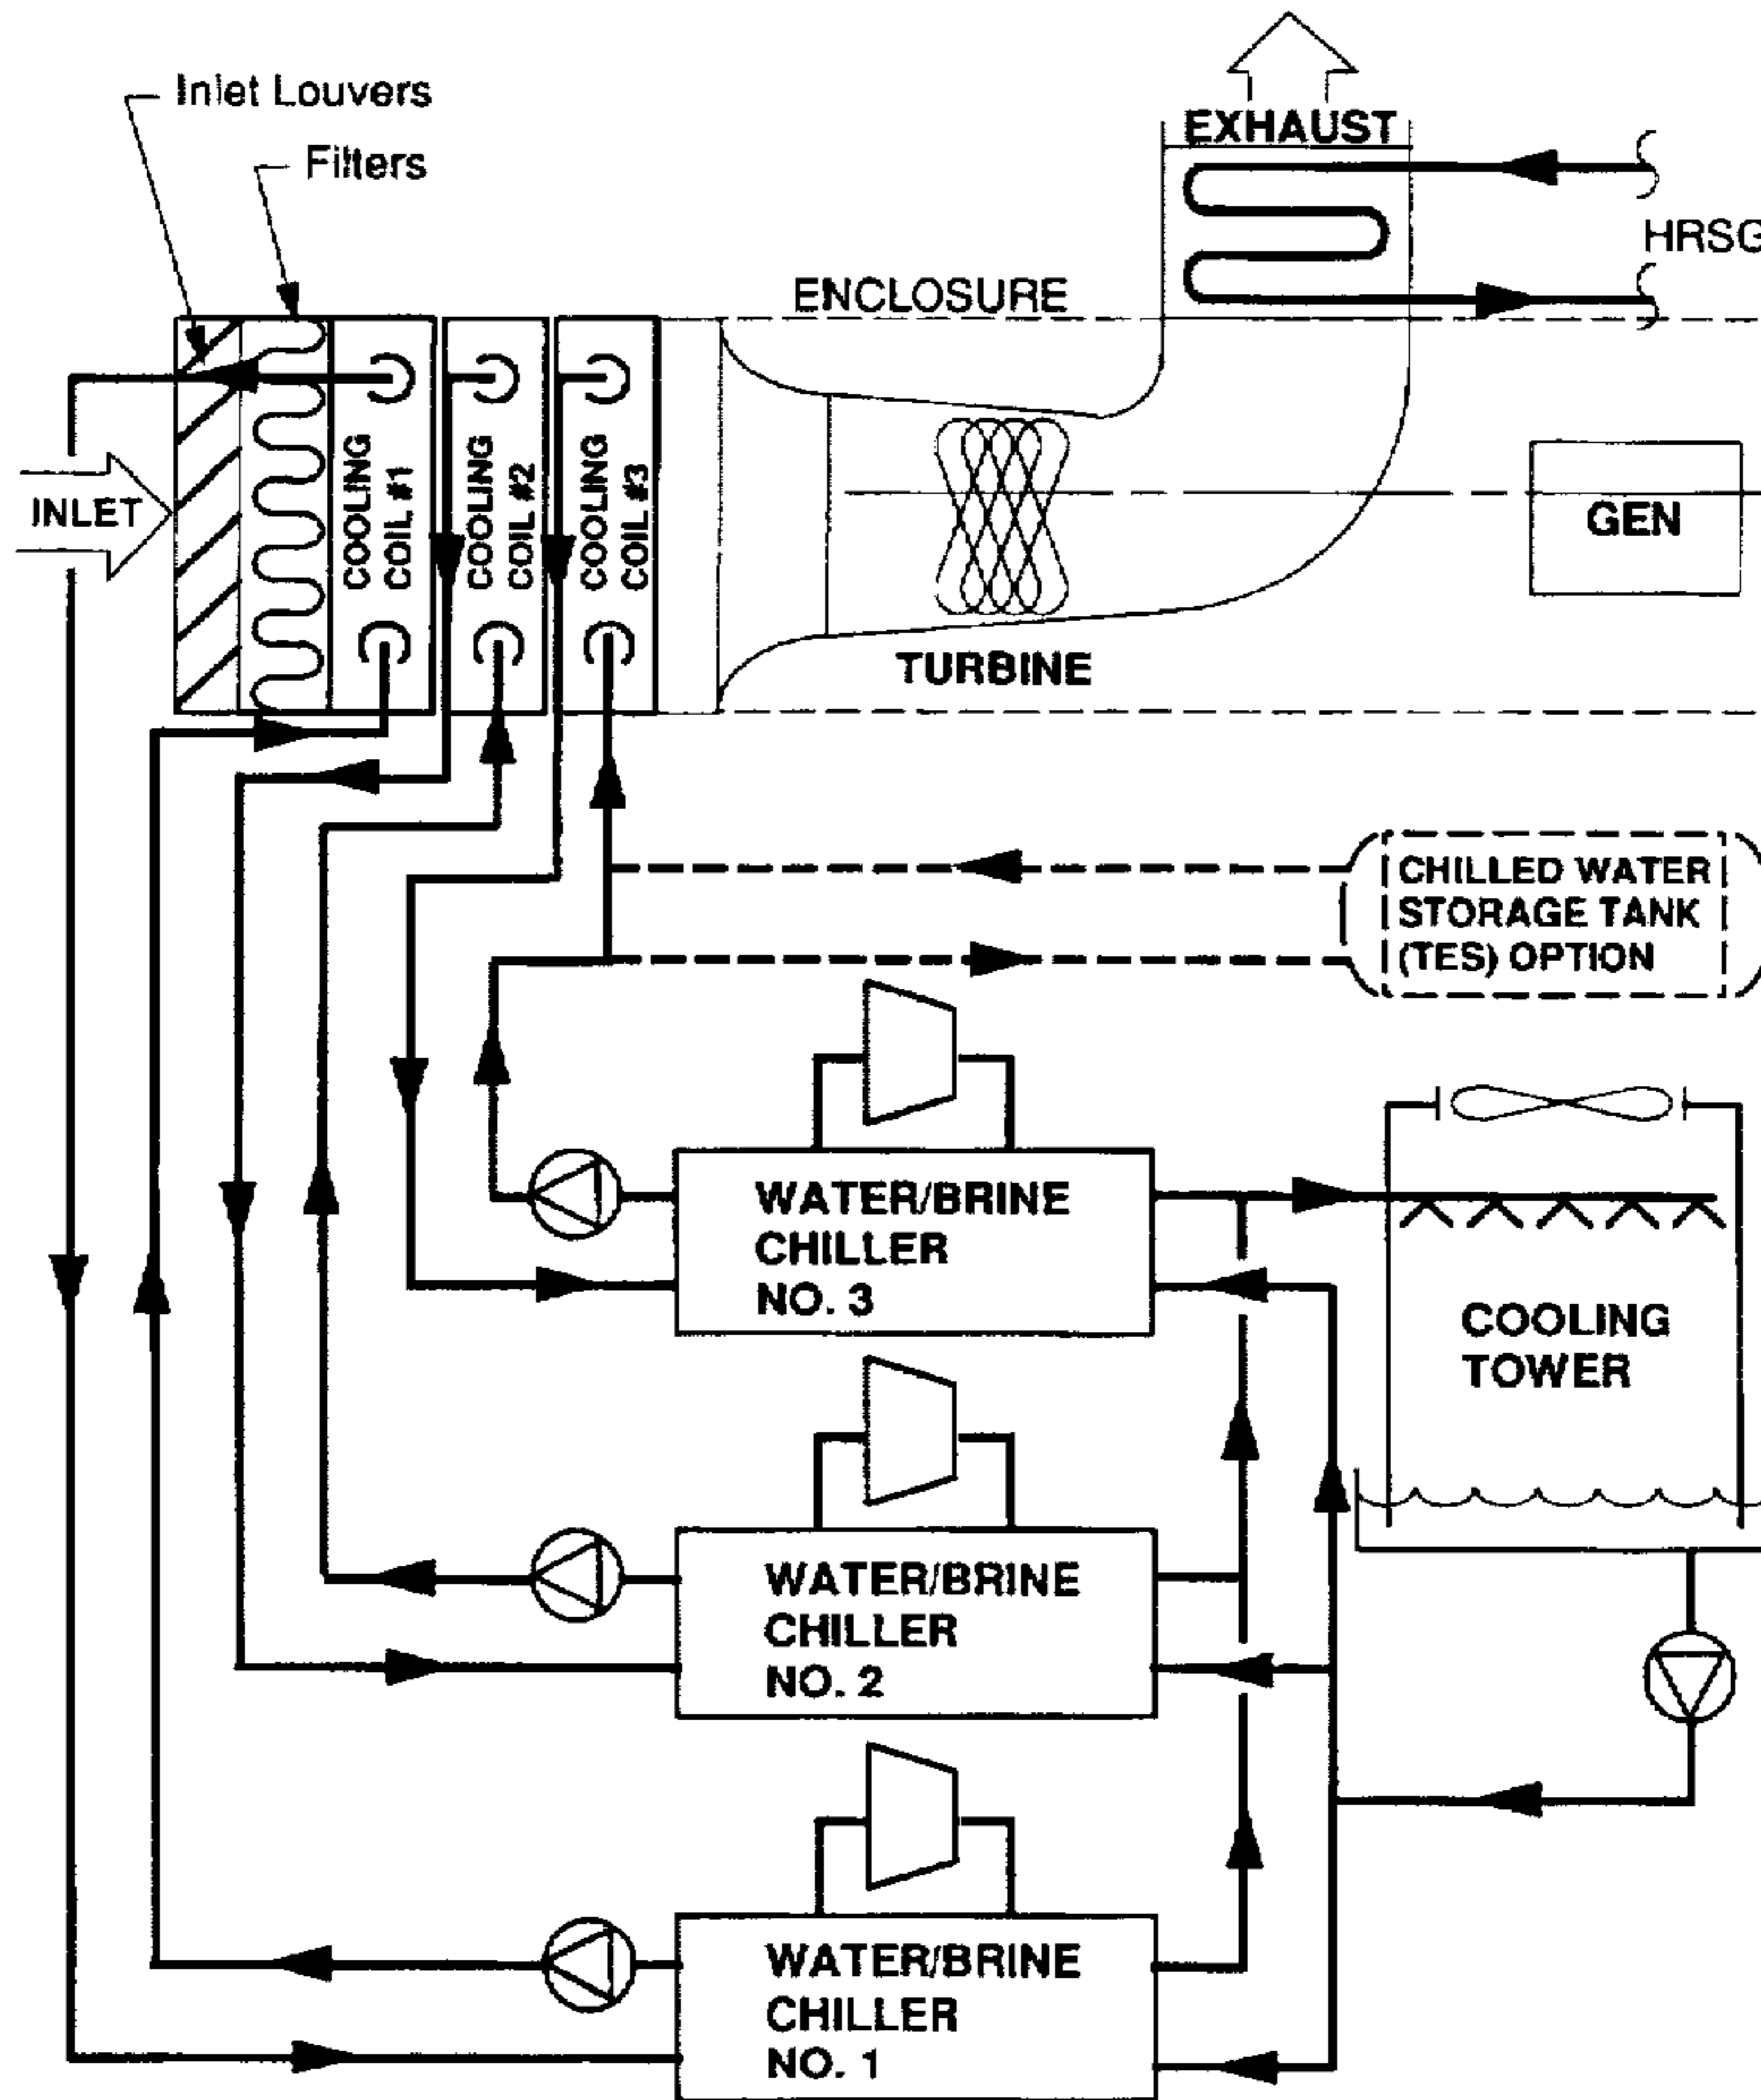 Inlet Louvers
Filters
EXHAUST
HRSG
ENCLOSURE
INLET
COOLING
COIL #1
COOLING
COIL #2
COOLING
COIL #3
GEN
TURBINE
CHILLED WATER
STORAGE TANK
(TES) OPTION
WATER/BRINE
CHILLER
NO. 3
COOLING
TOWER
WATER/BRINE
CHILLER
NO. 2
WATER/BRINE
CHILLER
NO. 1